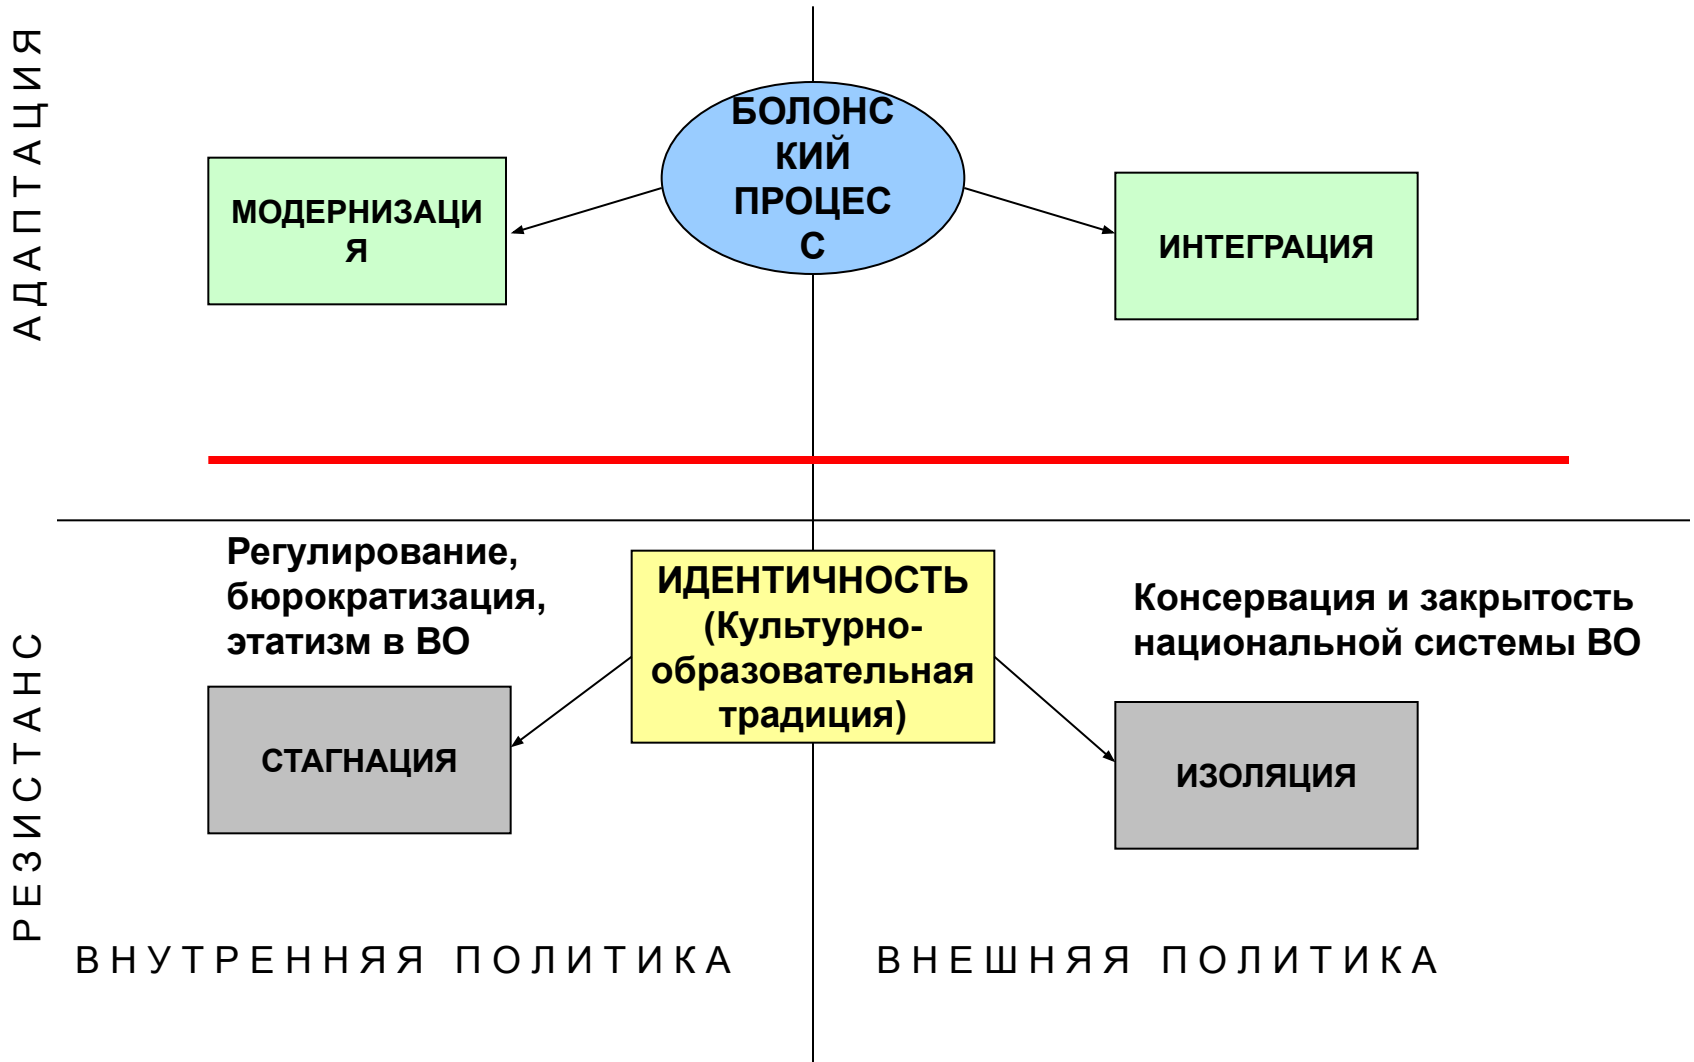 АДАПТАЦИЯ
БОЛОНС
КИЙ
ПРОЦЕС
С
МОДЕРНИЗАЦИ
Я
ИНТЕГРАЦИЯ
РЕЗИСТАНС
Регулирование,
бюрократизация,
этатизм в ВО
ИДЕНТИЧНОСТЬ
(Культурно-
образовательная
традиция)
Консервация и закрытость
национальной системы ВО
СТАГНАЦИЯ
ИЗОЛЯЦИЯ
ВНУТРЕННЯЯ ПОЛИТИКА
ВНЕШНЯЯ ПОЛИТИКА